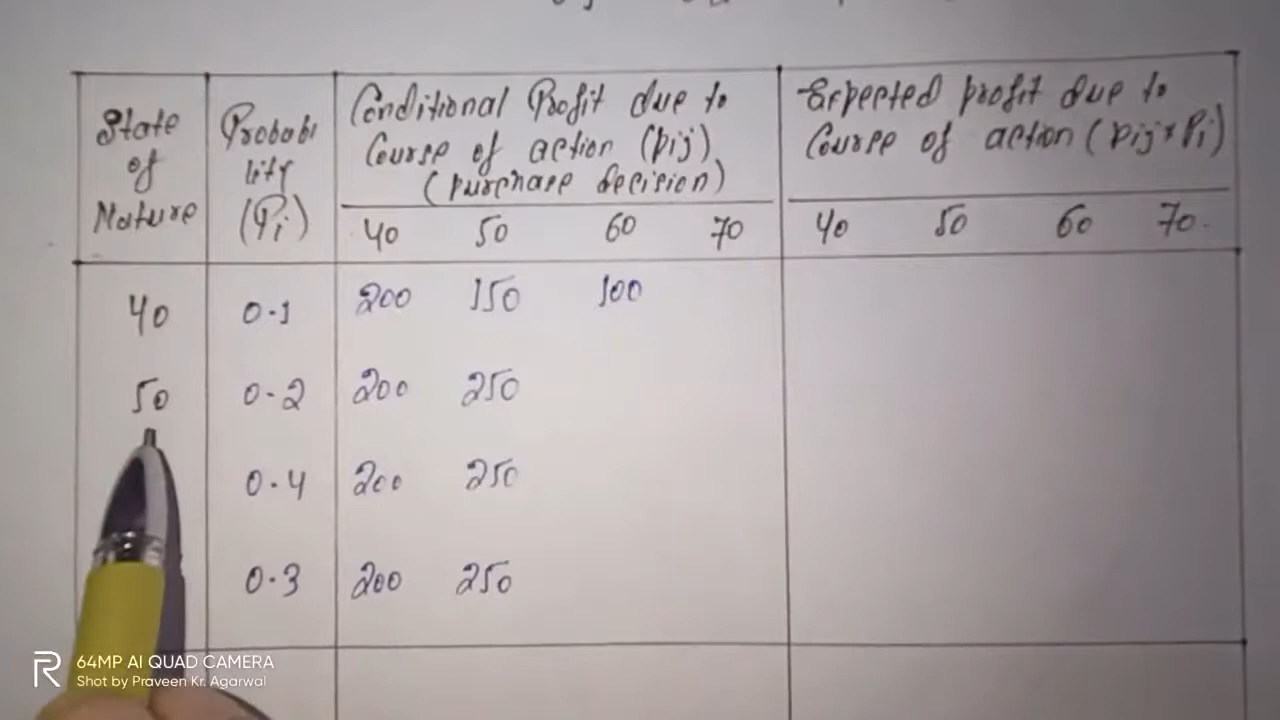 State of Nature
Probabi lity (Pi)
Conditional Profit due to
Course of action (Pij)
(purchase decision)
40 50 60 70
Expected profit due to
Course of action (Pij × Pi)
40 50 60 70.
40 0.1 200 150 100
50 0.2 200 250
0.4 200 250
0.3 200 250
R
64MP AI QUAD CAMERA
Shot by Praveen Kr. Agarwal